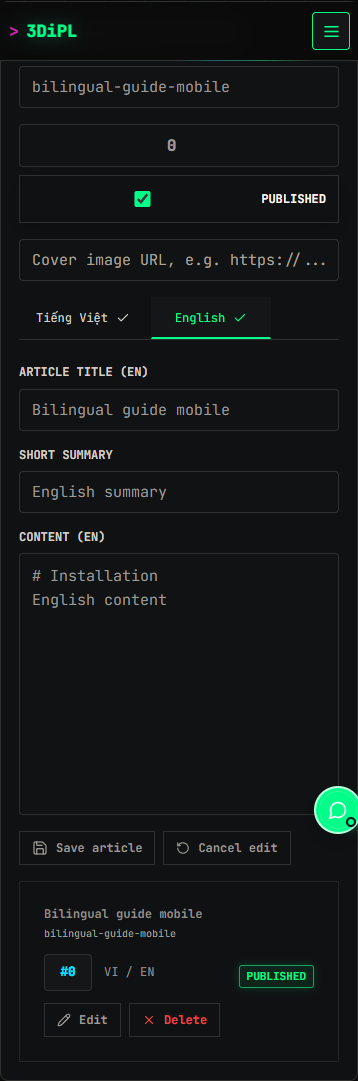 > 3DiPL
bilingual-guide-mobile
0
PUBLISHED
Cover image URL, e.g. https://...
Tiếng Việt
English
ARTICLE TITLE (EN)
Bilingual guide mobile
SHORT SUMMARY
English summary
CONTENT (EN)
# Installation
English content
Save article
Cancel edit
Bilingual guide mobile
bilingual-guide-mobile
#0
VI / EN
PUBLISHED
Edit
Delete